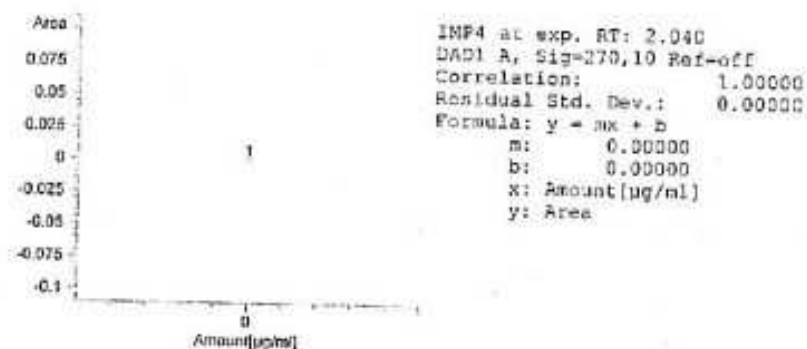 Area
0.075
0.05
0.025
0
-0.025
-0.05
-0.075
-0.1
1
0
Amount[µg/ml]
IMP4 at exp. RT: 2.040
DAD1 A, Sig=270,10 Ref=off
Correlation: 1.00000
Residual Std. Dev.: 0.00000
Formula: y = mx + b
m: 0.00000
b: 0.00000
x: Amount[µg/ml]
y: Area